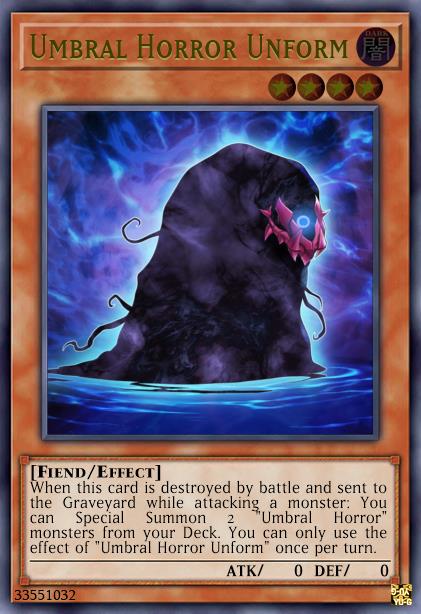 UMBRAL HORROR UNFORM
DARK
闇
[FIEND/EFFECT]
When this card is destroyed by battle and sent to
the Graveyard while attacking a monster: You
can Special Summon 2 "Umbral Horror"
monsters from your Deck. You can only use the
effect of "Umbral Horror Unform" once per turn.
ATK/ 0 DEF/ 0
33551032